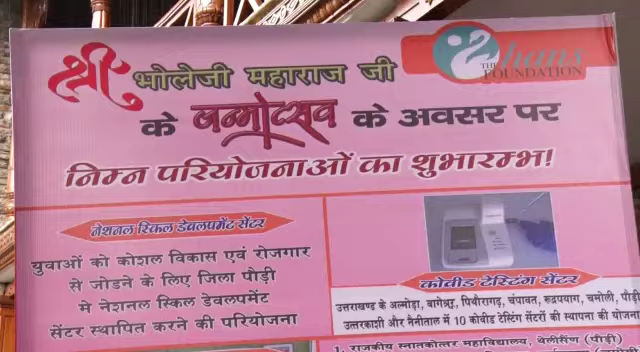 श्री भोलेजी महाराज जी
hans
THE FOUNDATION
के जन्मोत्सव के अवसर पर
निम्न परियोजनाओं का शुभारम्भ!
नेशनल स्किल डेवलपमेंट सेंटर
युवाओं को कोशल विकास एवं रोजगार
से जोडने के लिए जिला पौड़ी
मे नेशनल स्किल डेवलपमेंट
सेंटर स्थापित करने की परियोजना
कोवीड टेस्टिंग सेंटर
उत्तराखण्ड के अल्मोड़ा, बागेश्वर, पिथौरागढ़, चंपावत, रूद्रप्रयाग, चमोली, पौड़ी
उत्तरकाशी और नैनीताल में 10 कोवीड टेस्टिंग सेंटरों की स्थापना की योजना
1. राजकीय स्नातकोत्तर महाविद्यालय, थेलीसैंण (पौड़ी)